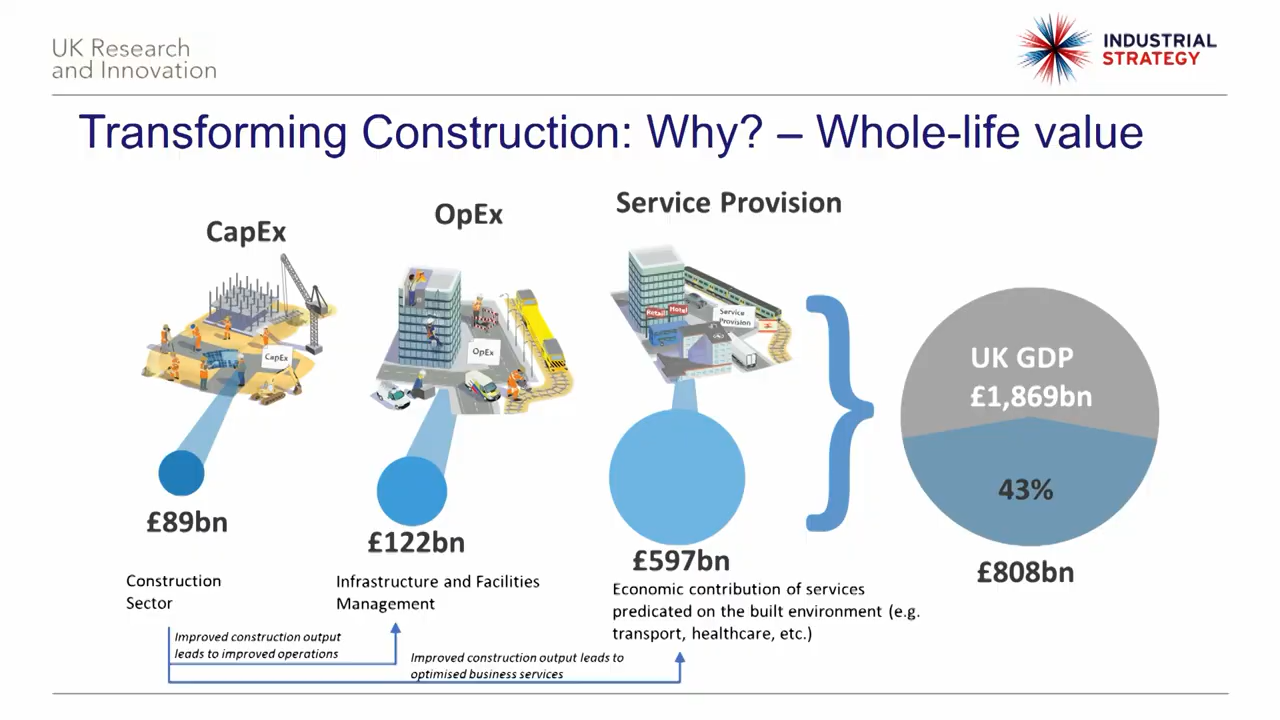 UK Research
and Innovation
INDUSTRIAL
STRATEGY
Transforming Construction: Why? – Whole-life value
CapEx
OpEx
Service Provision
CapEx
OpEx
Retail
Hotel
Service
Provision
£89bn
£122bn
£597bn
UK GDP
£1,869bn
43%
£808bn
Construction
Sector
Infrastructure and Facilities
Management
Economic contribution of services
predicated on the built environment (e.g.
transport, healthcare, etc.)
Improved construction output
leads to improved operations
Improved construction output leads to
optimised business services